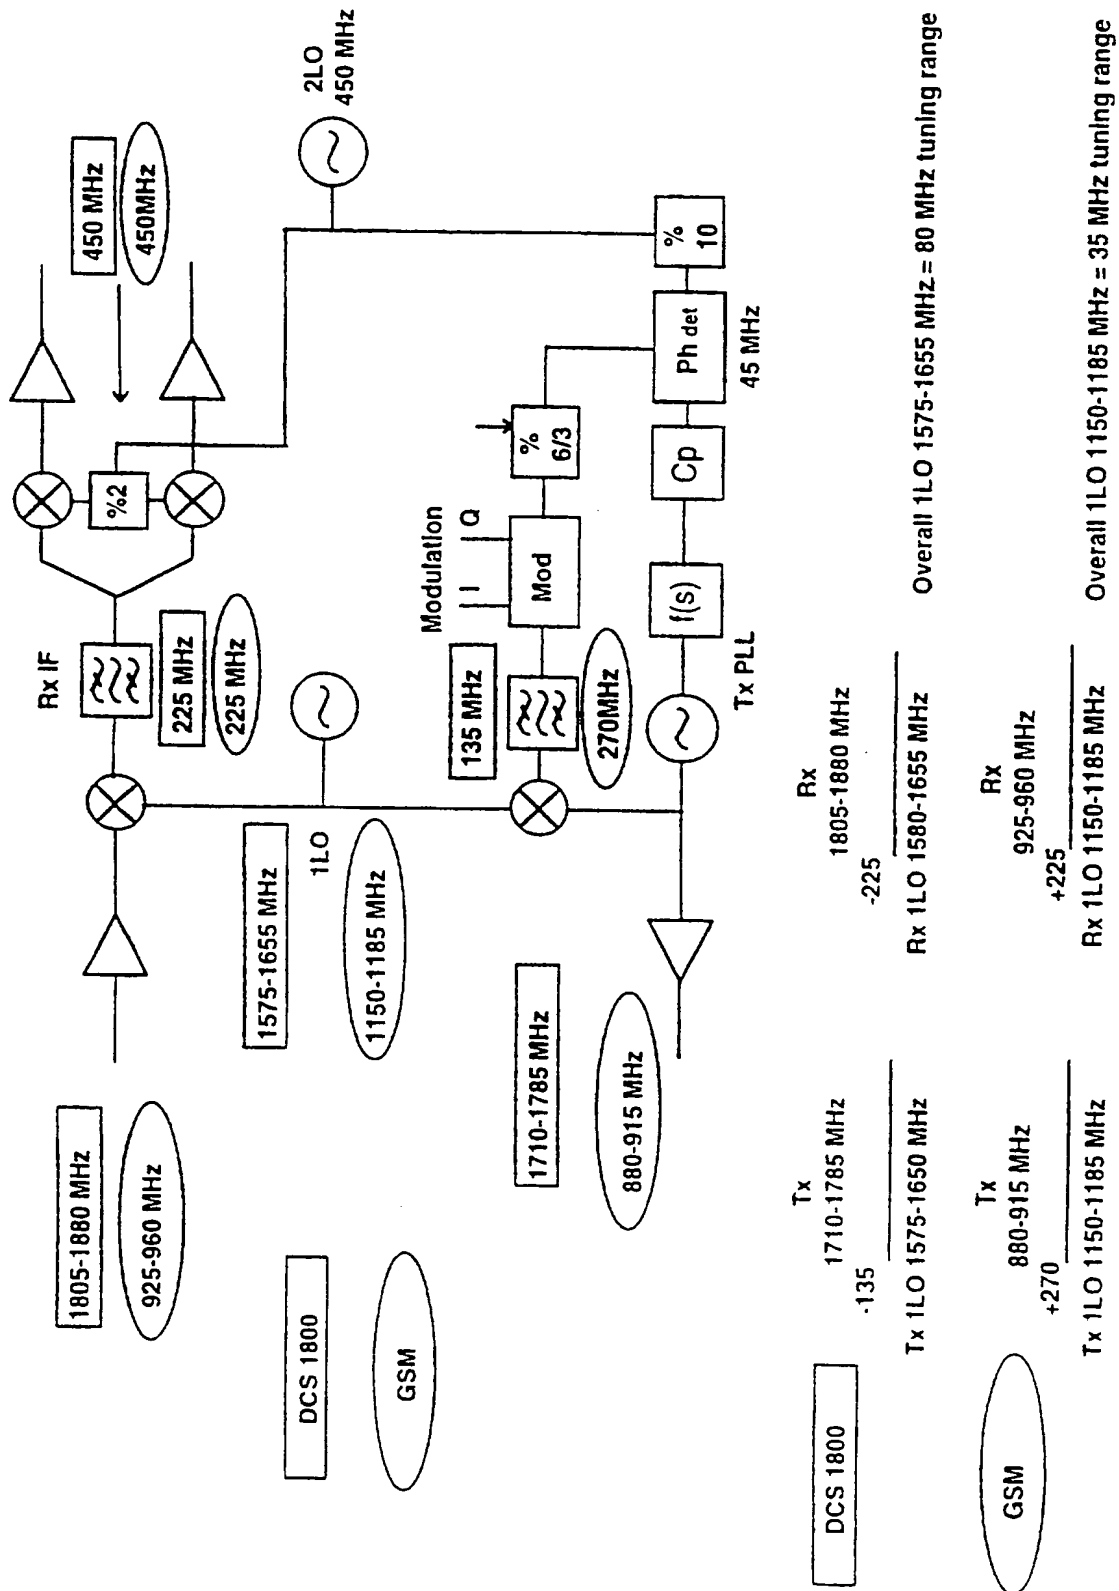 1805-1880 MHz
925-960 MHz
DCS 1800
GSM
Rx IF
225 MHz
225 MHz
450 MHz
450MHz
%2
2LO
450 MHz
1575-1655 MHz
1LO
1150-1185 MHz
Modulation
I Q
135 MHz
270MHz
Mod
%
6/3
1710-1785 MHz
880-915 MHz
Tx PLL
f(s)
Cp
Ph det
45 MHz
%
10
DCS 1800
Tx
1710-1785 MHz
-135
Tx 1LO 1575-1650 MHz
Rx
1805-1880 MHz
-225
Rx 1LO 1580-1655 MHz
Overall 1LO 1575-1655 MHz = 80 MHz tuning range
GSM
Tx
880-915 MHz
+270
Tx 1LO 1150-1185 MHz
Rx
925-960 MHz
+225
Rx 1LO 1150-1185 MHz
Overall 1LO 1150-1185 MHz = 35 MHz tuning range